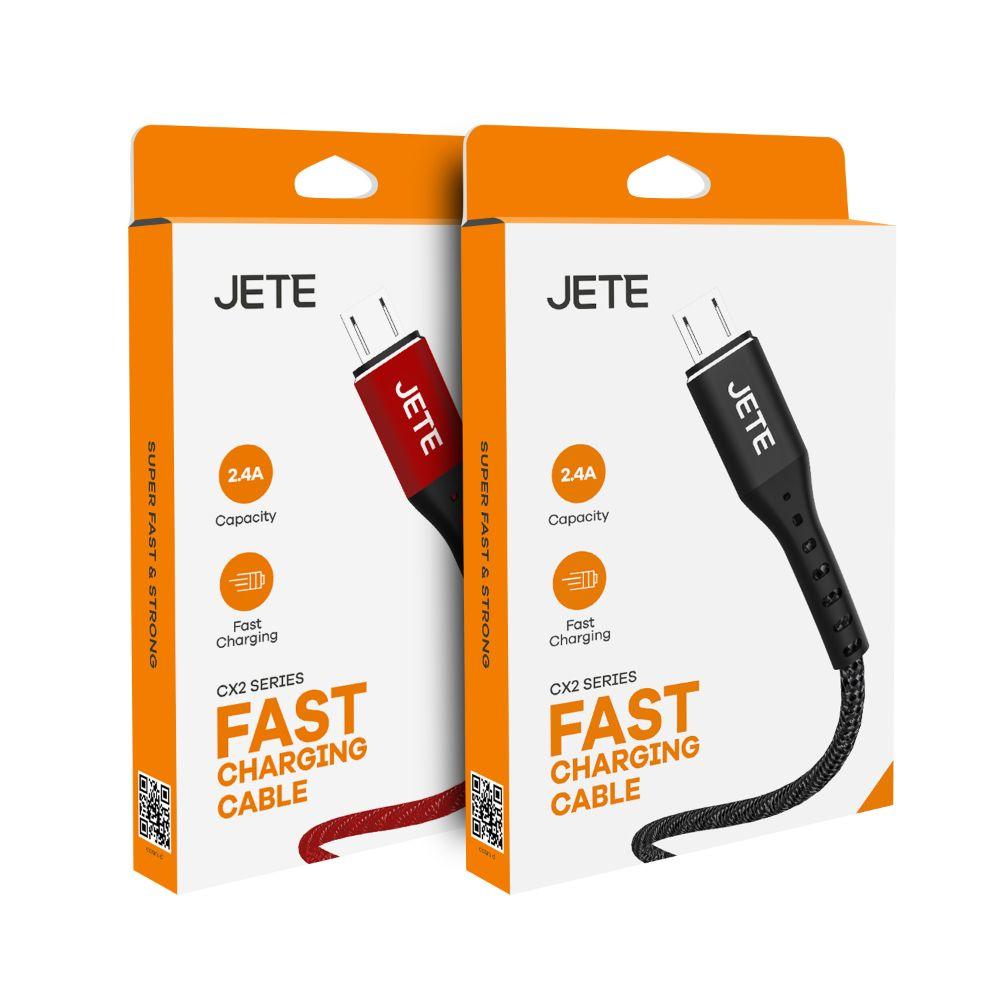 JETE
JETE
2.4A
Capacity
Fast
Charging
CX2 SERIES
FAST
CHARGING
CABLE
SUPER FAST & STRONG
JETE
JETE
2.4A
Capacity
Fast
Charging
CX2 SERIES
FAST
CHARGING
CABLE
SUPER FAST & STRONG